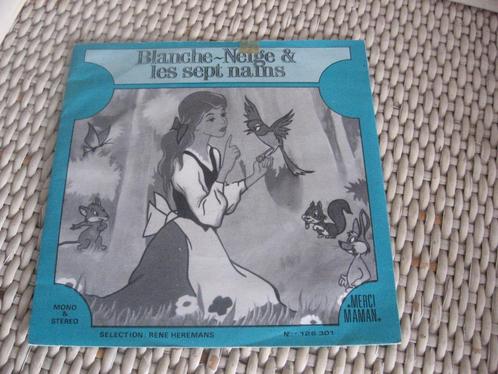 Blanche~Neige &
les sept nains
MONO
&
STEREO
SELECTION: RENE HEREMANS
N° - 126 301
"MERCI
MAMAN"